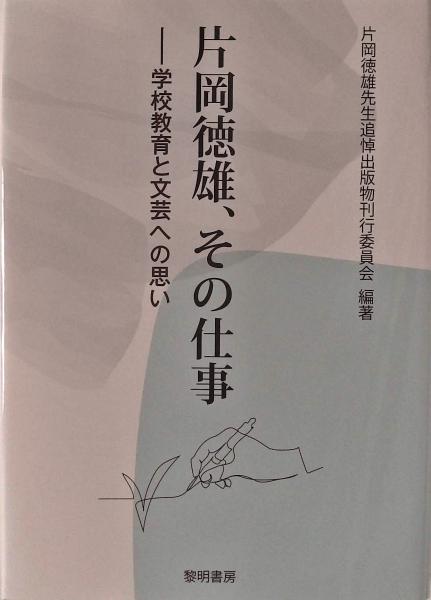 片岡徳雄先生追悼出版物刊行委員会 編著
片岡徳雄、その仕事
──学校教育と文芸への思い
黎明書房